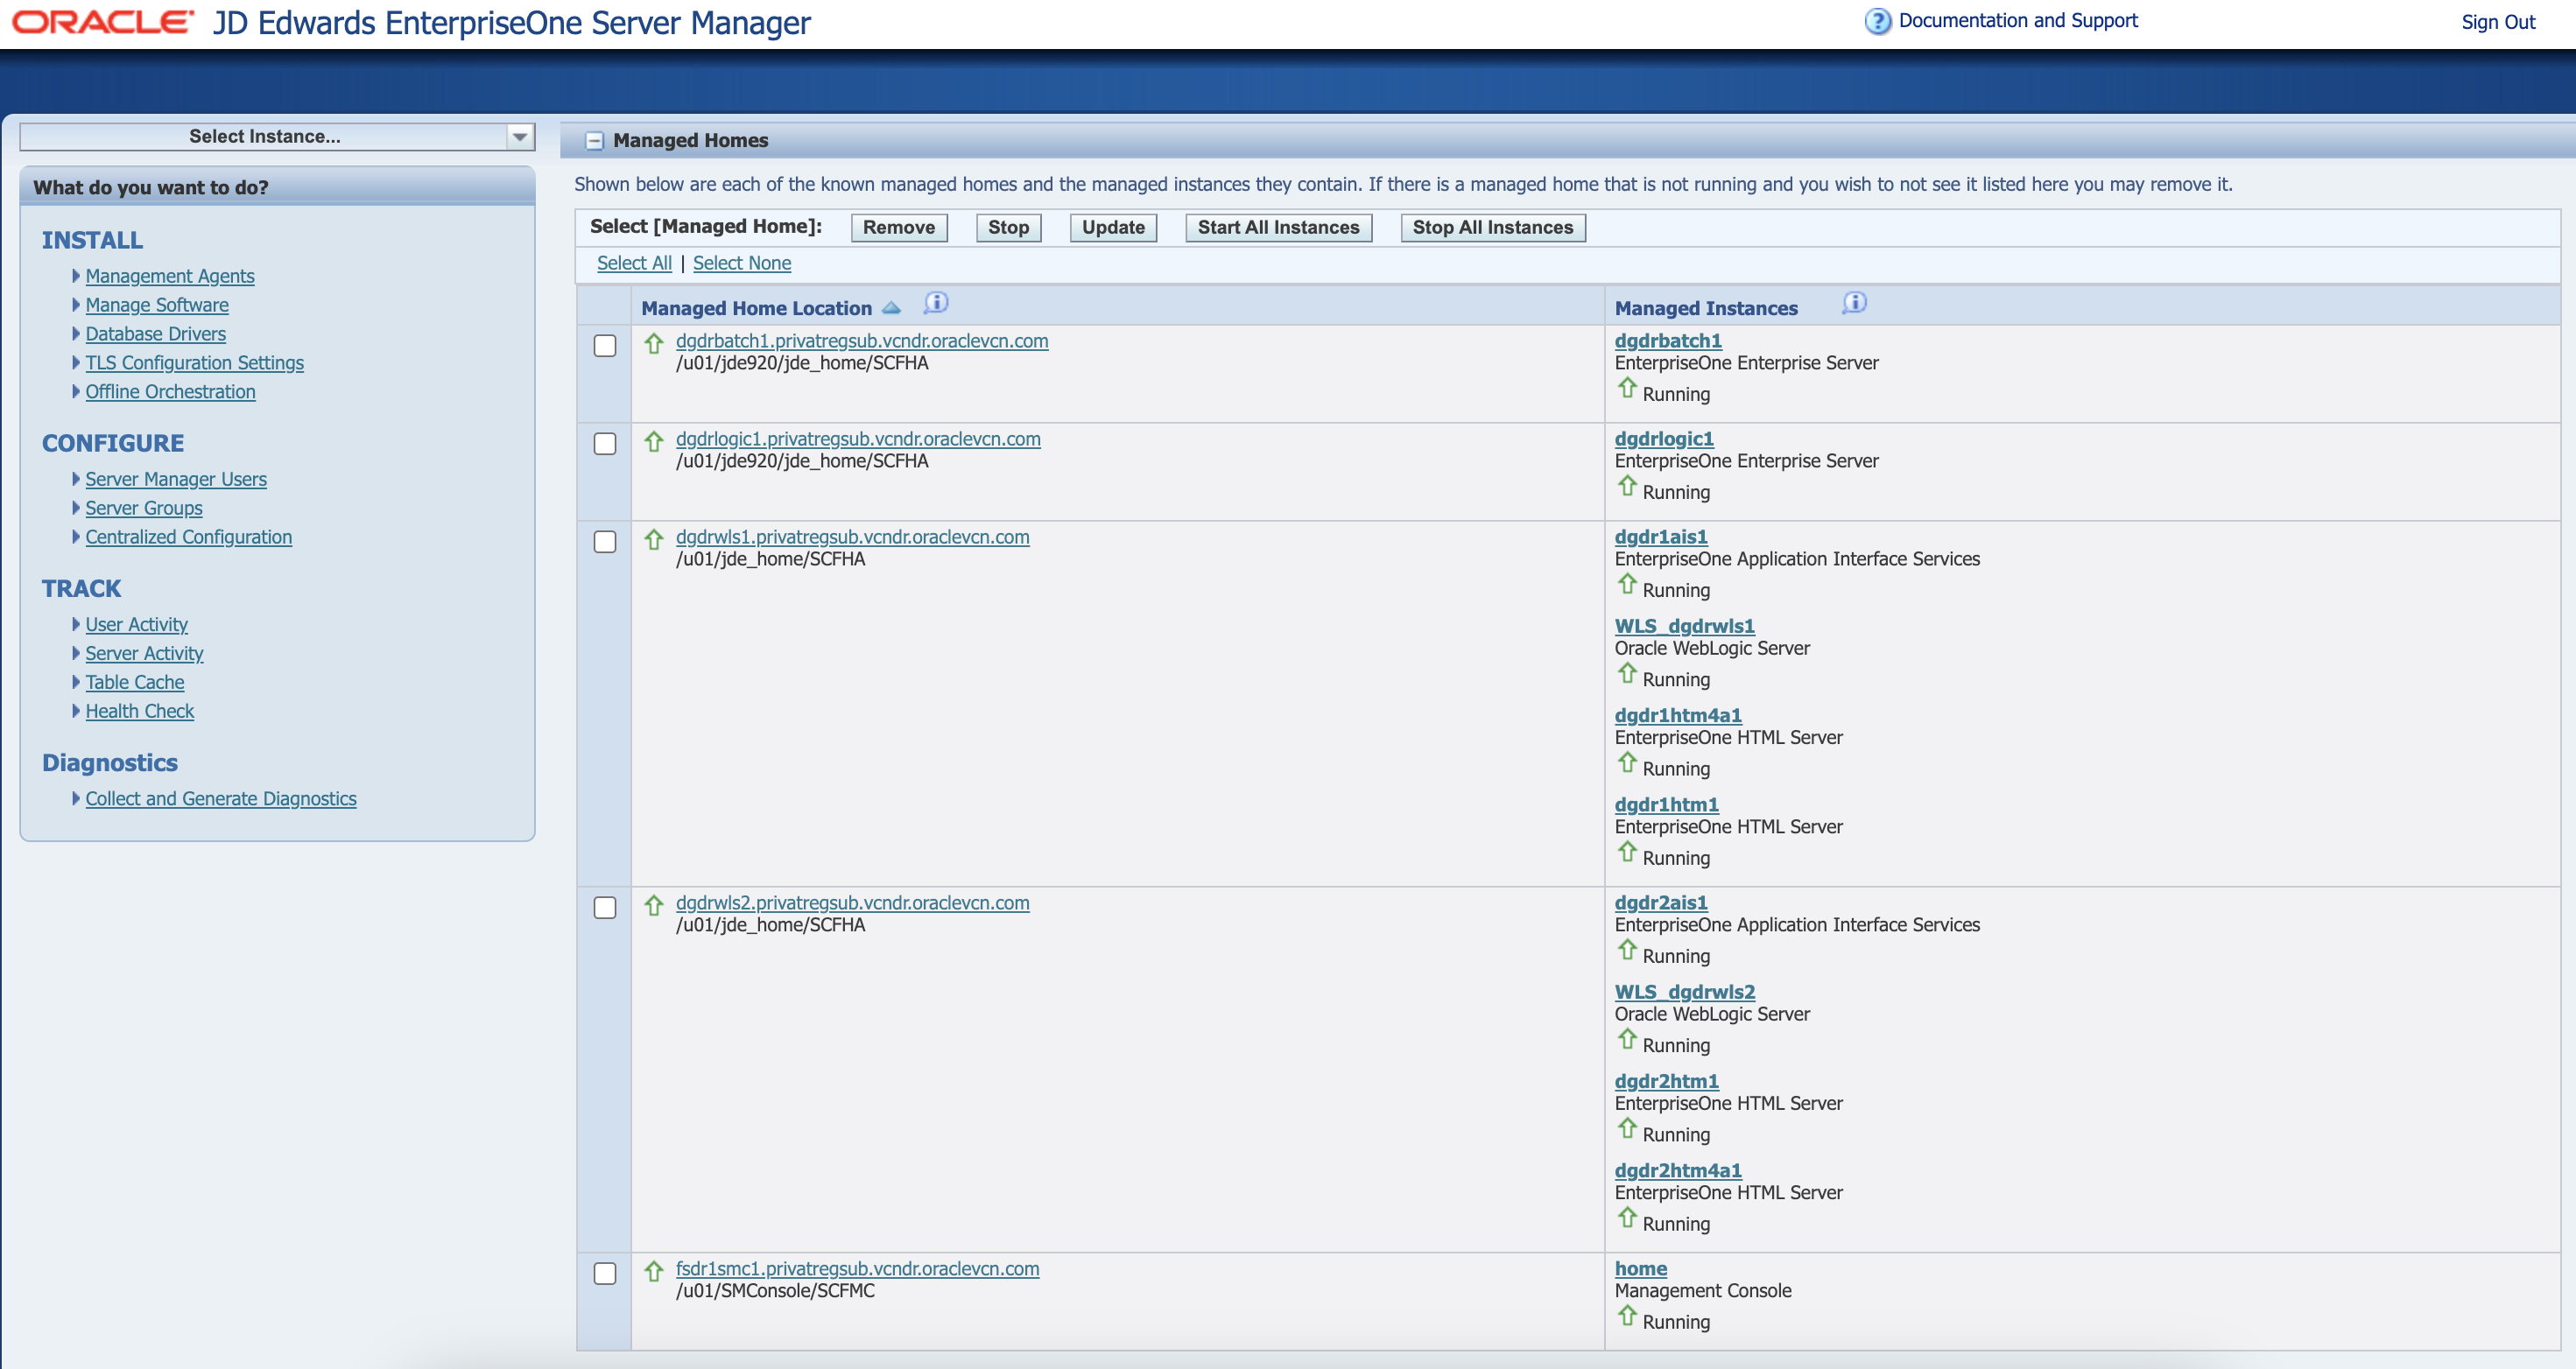 ORACLE JD Edwards EnterpriseOne Server Manager
Documentation and Support
Sign Out
Select Instance...
What do you want to do?
INSTALL
Management Agents
Manage Software
Database Drivers
TLS Configuration Settings
Offline Orchestration
CONFIGURE
Server Manager Users
Server Groups
Centralized Configuration
TRACK
User Activity
Server Activity
Table Cache
Health Check
Diagnostics
Collect and Generate Diagnostics
Managed Homes
Shown below are each of the known managed homes and the managed instances they contain. If there is a managed home that is not running and you wish to not see it listed here you may remove it.
Select [Managed Home]: Remove Stop Update Start All Instances Stop All Instances
Select All | Select None
Managed Home Location
Managed Instances
dgdrbatch1.privatregsub.vcndr.oraclevcn.com
/u01/jde920/jde_home/SCFHA
dgdrbatch1
EnterpriseOne Enterprise Server
Running
dgdrlogic1.privatregsub.vcndr.oraclevcn.com
/u01/jde920/jde_home/SCFHA
dgdrlogic1
EnterpriseOne Enterprise Server
Running
dgdrwls1.privatregsub.vcndr.oraclevcn.com
/u01/jde_home/SCFHA
dgdr1ais1
EnterpriseOne Application Interface Services
Running
WLS_dgdrwls1
Oracle WebLogic Server
Running
dgdr1htm4a1
EnterpriseOne HTML Server
Running
dgdr1htm1
EnterpriseOne HTML Server
Running
dgdrwls2.privatregsub.vcndr.oraclevcn.com
/u01/jde_home/SCFHA
dgdr2ais1
EnterpriseOne Application Interface Services
Running
WLS_dgdrwls2
Oracle WebLogic Server
Running
dgdr2htm1
EnterpriseOne HTML Server
Running
dgdr2htm4a1
EnterpriseOne HTML Server
Running
fsdr1smc1.privatregsub.vcndr.oraclevcn.com
/u01/SMConsole/SCFMC
home
Management Console
Running